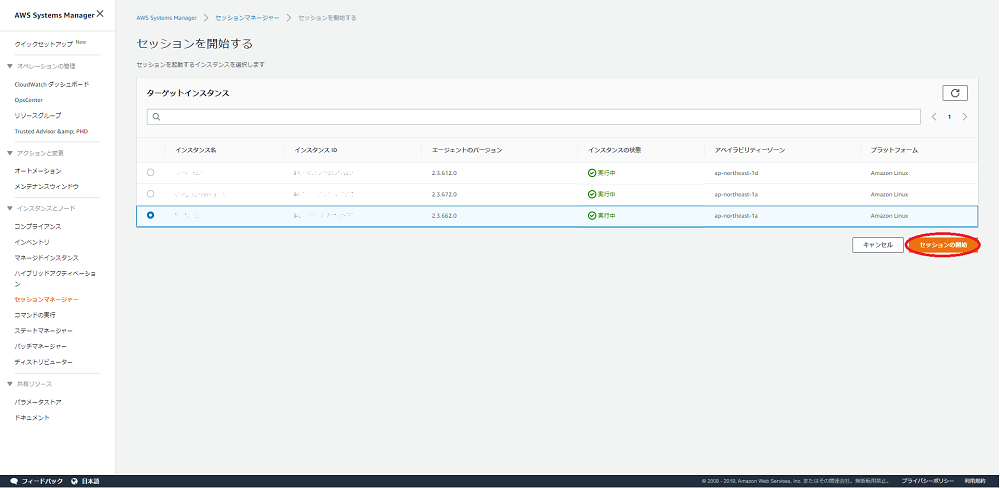 AWS Systems Manager
クイックセットアップ New
オペレーションの管理
CloudWatch ダッシュボード
OpsCenter
リソースグループ
Trusted Advisor &amp; PHD
アクションと変更
オートメーション
メンテナンスウィンドウ
インスタンスとノード
コンプライアンス
インベントリ
マネージドインスタンス
ハイブリッドアクティベーショ
ン
セッションマネージャー
コマンドの実行
ステートマネージャー
パッチマネージャー
ディストリビューター
共有リソース
パラメータストア
ドキュメント
AWS Systems Manager セッションマネージャー セッションを開始する
セッションを開始する
セッションを起動するインスタンスを選択します
ターゲットインスタンス
1
インスタンス名 インスタンス ID エージェントのバージョン インスタンスの状態 アベイラビリティーゾーン プラットフォーム
2.3.612.0 実行中 ap-northeast-1d Amazon Linux
2.3.672.0 実行中 ap-northeast-1a Amazon Linux
2.3.662.0 実行中 ap-northeast-1a Amazon Linux
キャンセル セッションの開始
フィードバック 日本語 © 2008 - 2019, Amazon Web Services, Inc. またはその関連会社。無断転用禁止。 プライバシーポリシー 利用規約